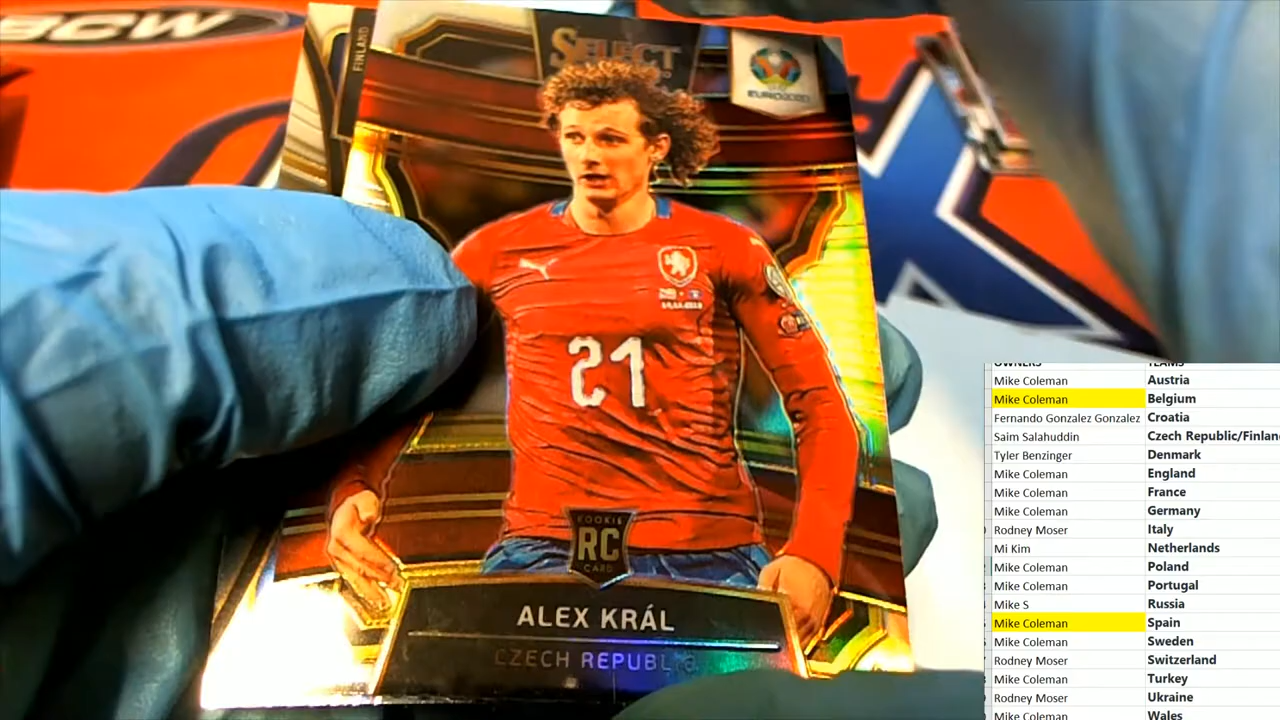 BCW
FINLAND
SELECT
EURO2020
21
ROOKIE
RC
CARD
ALEX KRÁL
CZECH REPUBL
OWNERS TEAMS
Mike Coleman Austria
Mike Coleman Belgium
Fernando Gonzalez Gonzalez Croatia
Saim Salahuddin Czech Republic/Finlan
Tyler Benzinger Denmark
Mike Coleman England
Mike Coleman France
Mike Coleman Germany
Rodney Moser Italy
Mi Kim Netherlands
Mike Coleman Poland
Mike Coleman Portugal
Mike S Russia
Mike Coleman Spain
Mike Coleman Sweden
Rodney Moser Switzerland
Mike Coleman Turkey
Rodney Moser Ukraine
Mike Coleman Wales